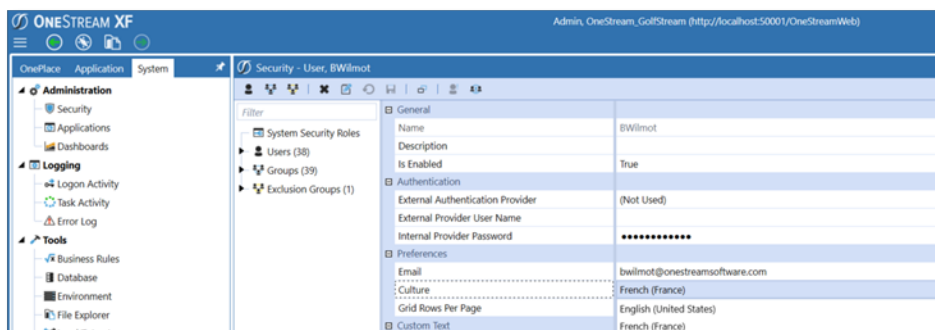 ONESTREAM XF
Admin, OneStream_GolfStream (http://localhost:50001/OneStreamWeb)
OnePlace Application System
Security - User, BWilmot
Administration
Security
Applications
Dashboards
Logging
Logon Activity
Task Activity
Error Log
Tools
Business Rules
Database
Environment
File Explorer
Filter
System Security Roles
Users (38)
Groups (39)
Exclusion Groups (1)
General
Name BWilmot
Description
Is Enabled True
Authentication
External Authentication Provider (Not Used)
External Provider User Name
Internal Provider Password ●●●●●●●●●●●●
Preferences
Email bwilmot@onestreamsoftware.com
Culture French (France)
Grid Rows Per Page English (United States)
Custom Text French (France)